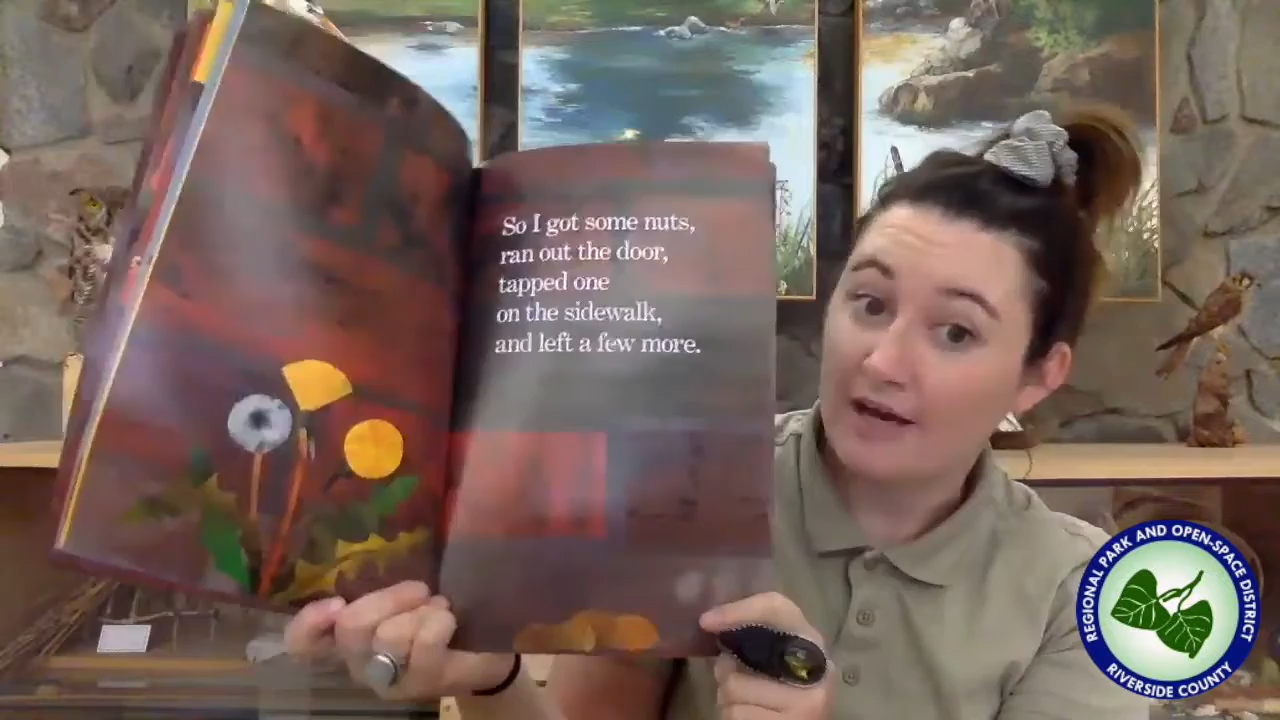 So I got some nuts,
ran out the door,
tapped one
on the sidewalk,
and left a few more.
REGIONAL PARK AND OPEN-SPACE DISTRICT
RIVERSIDE COUNTY